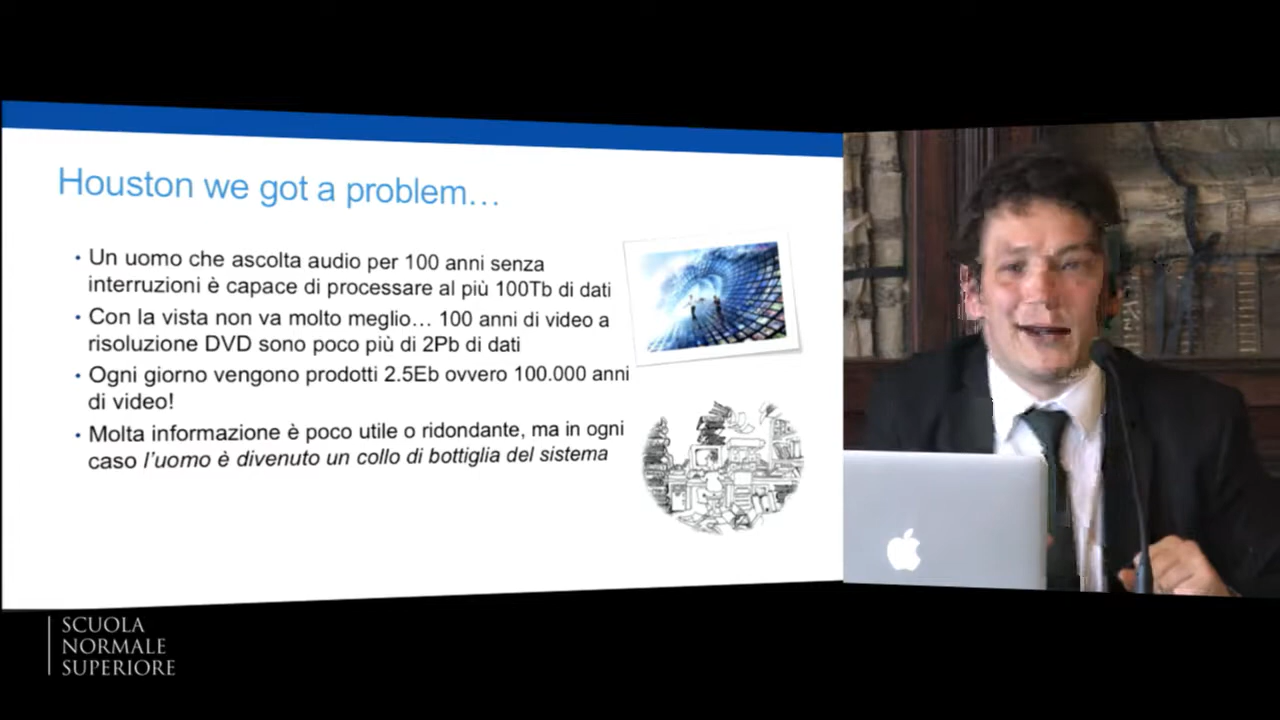 Houston we got a problem…
• Un uomo che ascolta audio per 100 anni senza
interruzioni è capace di processare al più 100Tb di dati
• Con la vista non va molto meglio… 100 anni di video a
risoluzione DVD sono poco più di 2Pb di dati
• Ogni giorno vengono prodotti 2.5Eb ovvero 100.000 anni
di video!
• Molta informazione è poco utile o ridondante, ma in ogni
caso l'uomo è divenuto un collo di bottiglia del sistema
SCUOLA
NORMALE
SUPERIORE